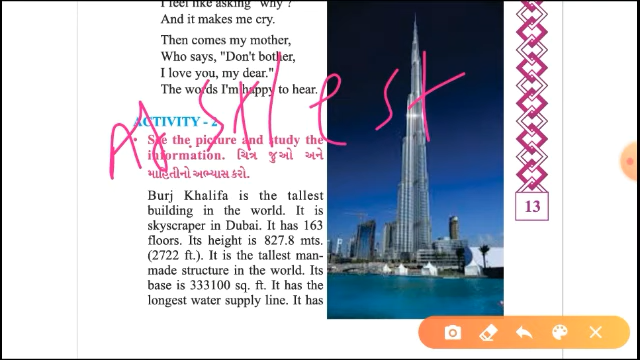 I feel like asking "why ?"
And it makes me cry.
Then comes my mother,
Who says, "Don't bother,
I love you, my dear."
The words I'm happy to hear.
ACTIVITY - 2
• See the picture and study the
information. ચિત્ર જુઓ અને
માહિતીનો અભ્યાસ કરો.
Burj Khalifa is the tallest
building in the world. It is
skyscraper in Dubai. It has 163
floors. Its height is 827.8 mts.
(2722 ft.). It is the tallest man-
made structure in the world. Its
base is 333100 sq. ft. It has the
longest water supply line. It has
13